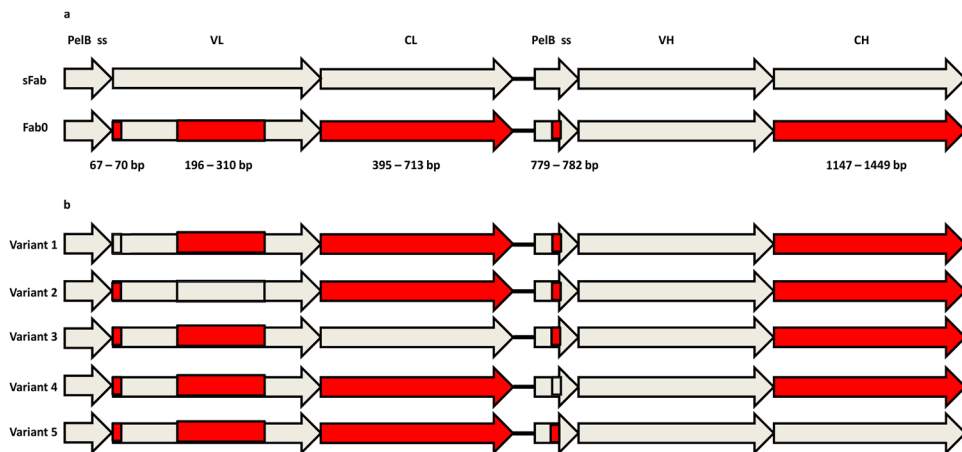 a
PelB ss VL CL PelB ss VH CH
sFab
Fab0
67 – 70 bp 196 – 310 bp 395 – 713 bp 779 – 782 bp 1147 – 1449 bp
b
Variant 1
Variant 2
Variant 3
Variant 4
Variant 5